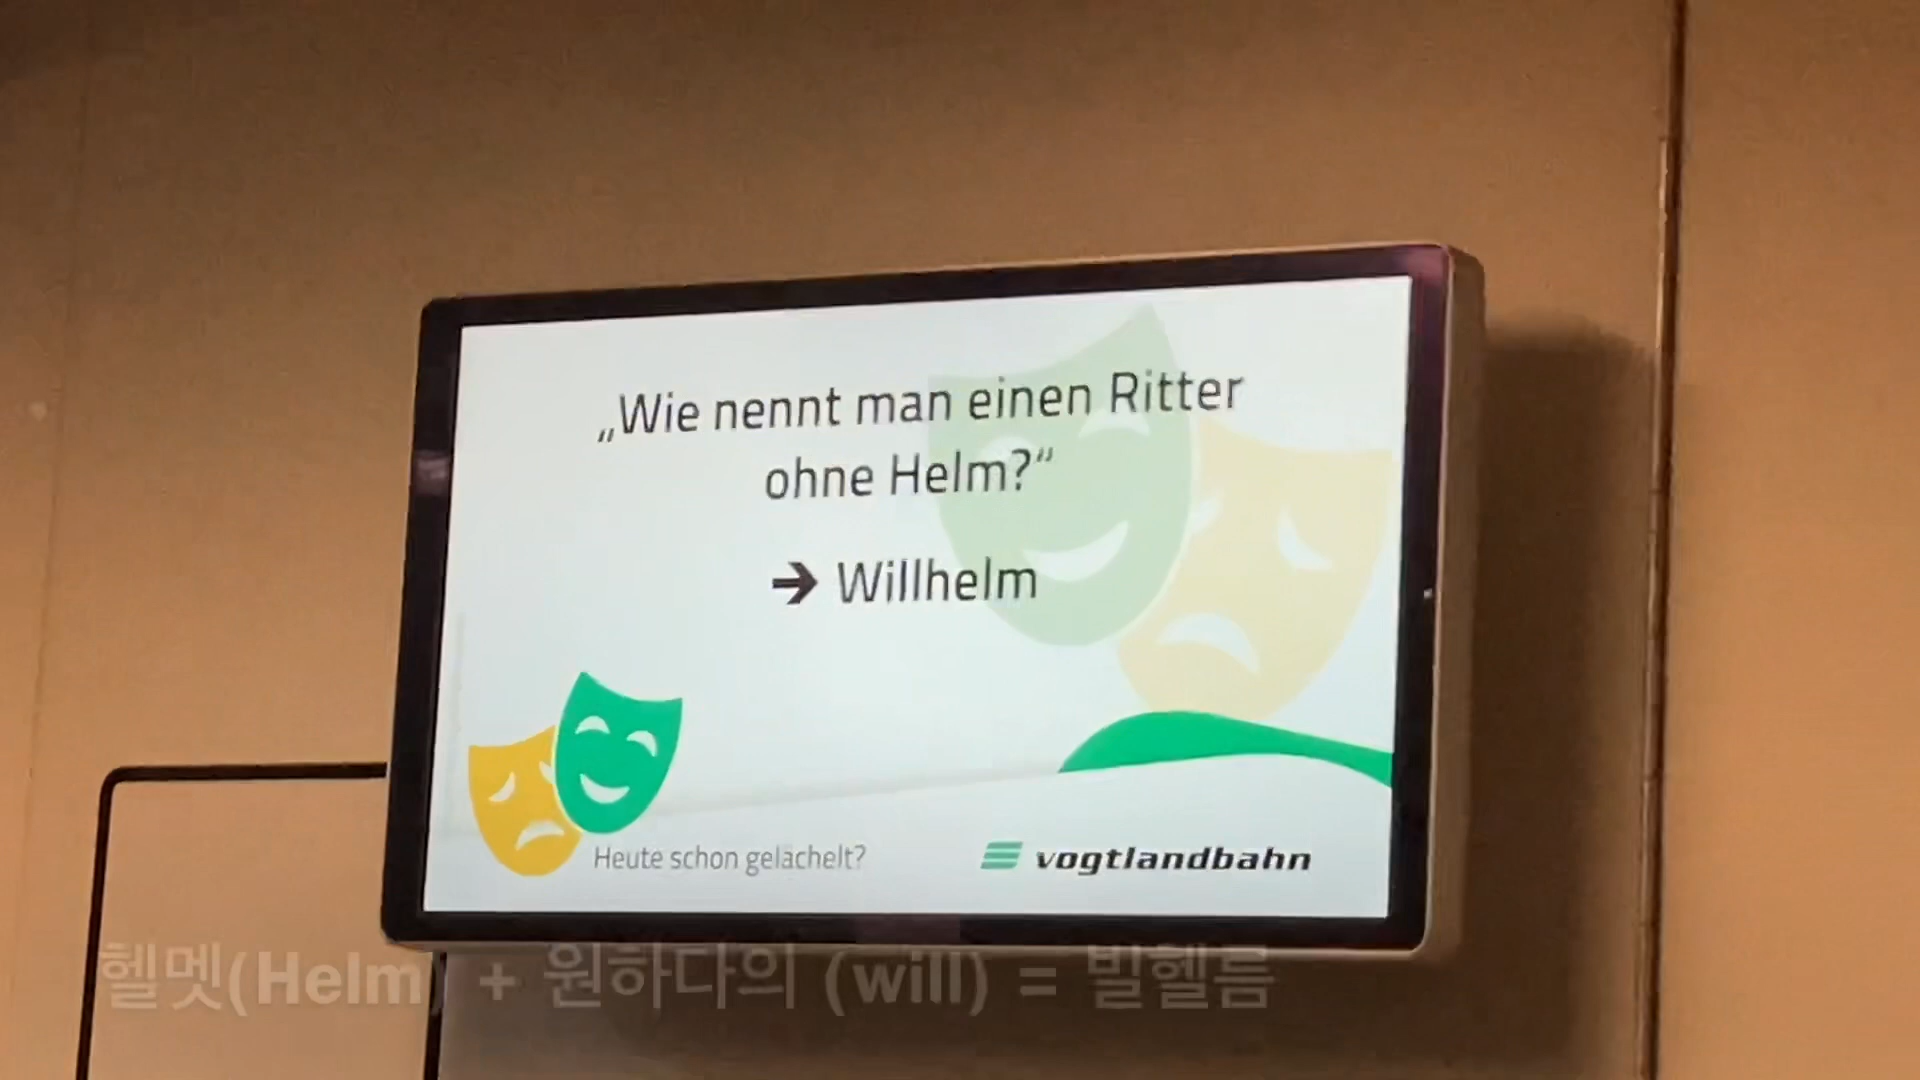 „Wie nennt man einen Ritter
ohne Helm?“
➔ Willhelm
Heute schon gelächelt?
vogtlandbahn
헬멧(Helm) + 원하다의 (will) = 빌헬름